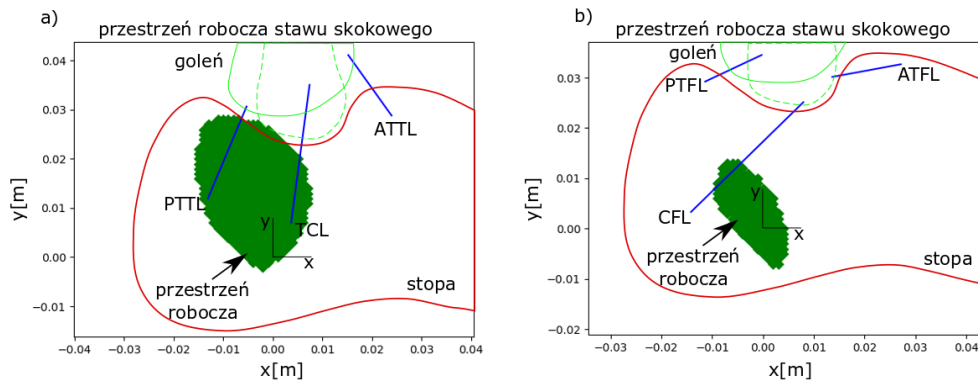 a)
przestrzeń robocza stawu skokowego
goleń
ATTL
PTTL
TCL
y
x
przestrzeń
robocza
stopa
0.04
0.03
0.02
0.01
0.00
−0.01
y[m]
−0.04 −0.03 −0.02 −0.01 0.00 0.01 0.02 0.03 0.04
x[m]
b)
przestrzeń robocza stawu skokowego
goleń
PTFL
ATFL
CFL
y
x
przestrzeń
robocza
stopa
0.03
0.02
0.01
0.00
−0.01
−0.02
y[m]
−0.03 −0.02 −0.01 0.00 0.01 0.02 0.03 0.04
x[m]